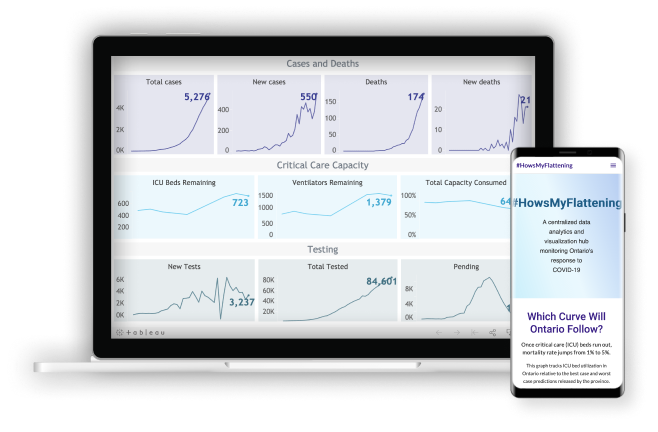 Cases and Deaths
Total cases
New cases
Deaths
New deaths
5,276
550
174
21
4K
2K
0K
400
200
0
150
100
50
0
20
10
0
Critical Care Capacity
ICU Beds Remaining
Ventilators Remaining
Total Capacity Consumed
723
1,379
64
600
400
200
1500
1000
500
0
100%
50%
0%
Testing
New Tests
Total Tested
Pending
3,237
84,601
6K
4K
2K
0K
80K
60K
40K
20K
8K
4K
0K
+ a b l e a u
#HowsMyFlattening
#HowsMyFlattening
A centralized data
analytics and
visualization hub
monitoring Ontario's
response to
COVID-19
Which Curve Will
Ontario Follow?
Once critical care (ICU) beds run out,
mortality rate jumps from 1% to 5%.
This graph tracks ICU bed utilization in
Ontario relative to the best case and worst
case predictions released by the province.